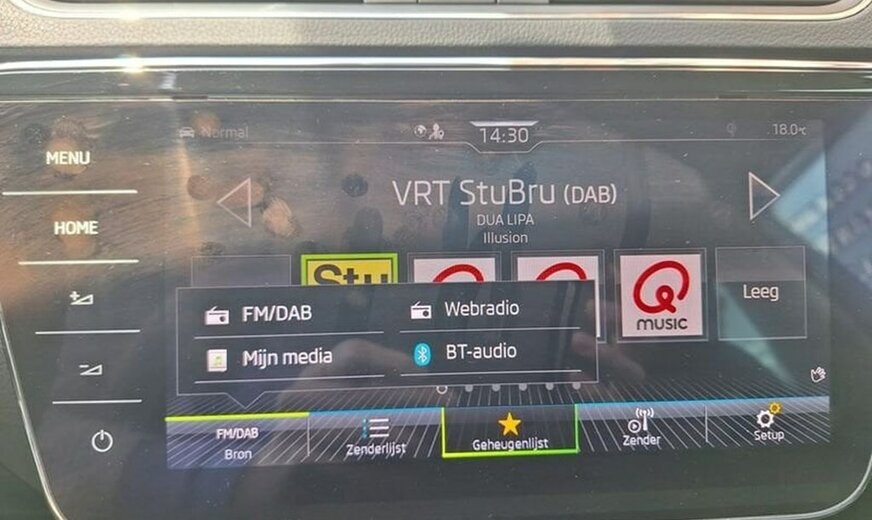 MENU
HOME
Normal
14:30
18.0°C
VRT StuBru (DAB)
DUA LIPA
Illusion
Stu
Q
MUSIC
Leeg
FM/DAB
Webradio
Mijn media
BT-audio
FM/DAB
Bron
Zenderlijst
Geheugenlijst
Zender
Setup